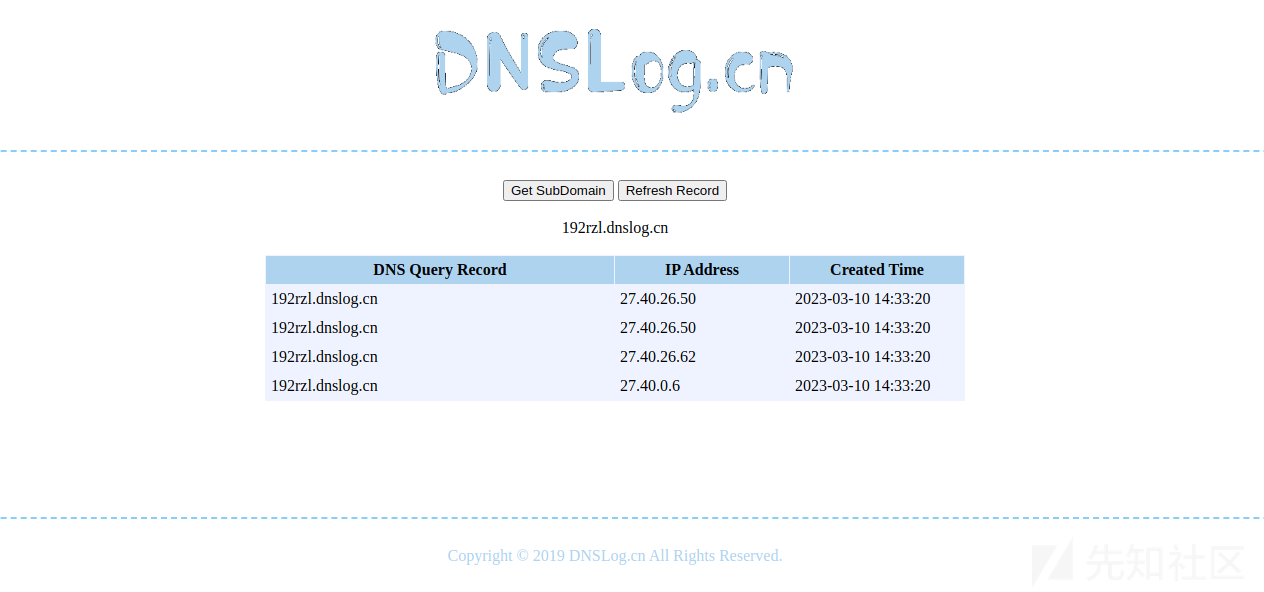 DNSLog.cn
Get SubDomain Refresh Record
192rzl.dnslog.cn
DNS Query Record IP Address Created Time
192rzl.dnslog.cn 27.40.26.50 2023-03-10 14:33:20
192rzl.dnslog.cn 27.40.26.50 2023-03-10 14:33:20
192rzl.dnslog.cn 27.40.26.62 2023-03-10 14:33:20
192rzl.dnslog.cn 27.40.0.6 2023-03-10 14:33:20
Copyright © 2019 DNSLog.cn All Rights Reserved.
先知社区